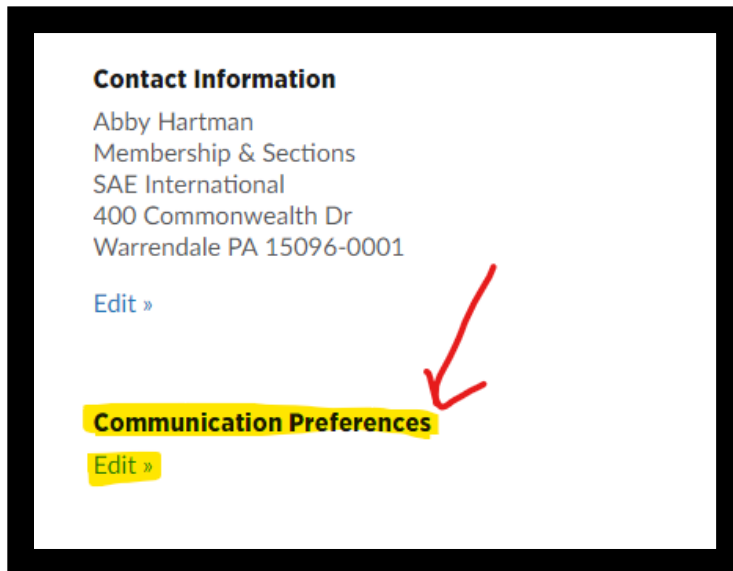 Contact Information
Abby Hartman
Membership & Sections
SAE International
400 Commonwealth Dr
Warrendale PA 15096-0001
Edit »
Communication Preferences
Edit »